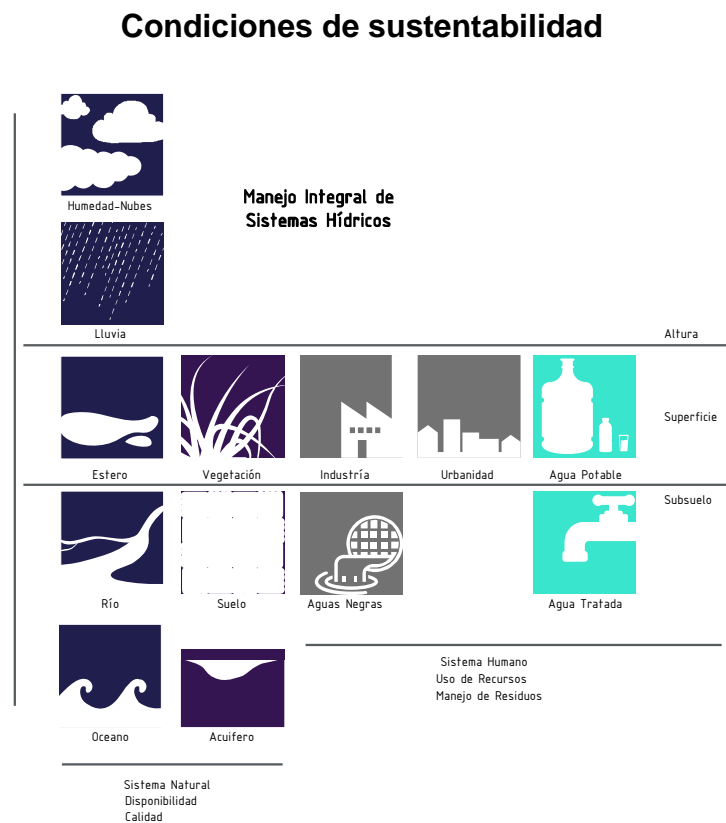 Condiciones de sustentabilidad
Humedad-Nubes
Manejo Integral de
Sistemas Hídricos
Lluvia
Altura
Superficie
Estero
Vegetación
Industría
Urbanidad
Agua Potable
Subsuelo
Río
Suelo
Aguas Negras
Agua Tratada
Sistema Humano
Uso de Recursos
Manejo de Residuos
Oceano
Acuifero
Sistema Natural
Disponibilidad
Calidad